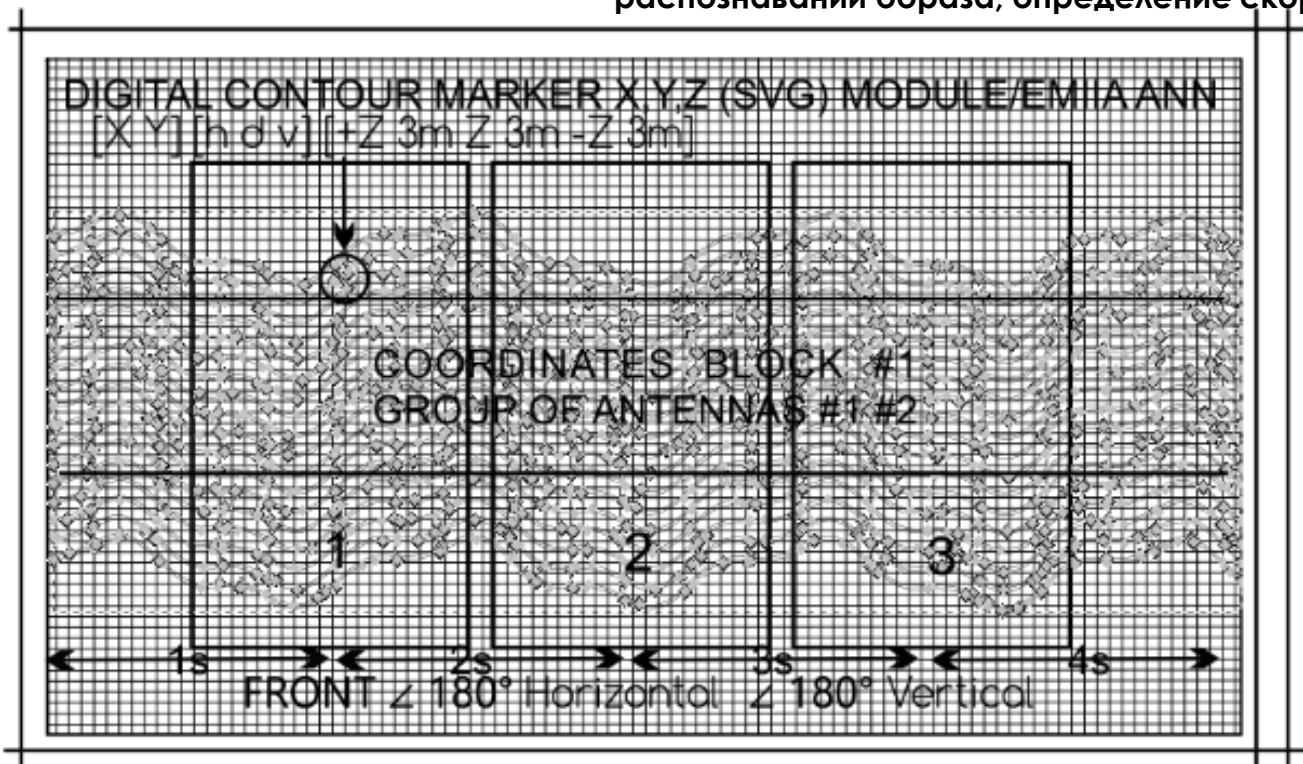 распознавании образа, определение
DIGITAL CONTOUR MARKER X,Y,Z (SVG) MODULE/EMIIA ANN
[X Y] [h d v] [+Z 3m Z 3m -Z 3m]
COORDINATES BLOCK #1
GROUP OF ANTENNAS #1 #2
1 2 3
1s 2s 3s 4s
FRONT ∠ 180° Horizontal ∠ 180° Vertical